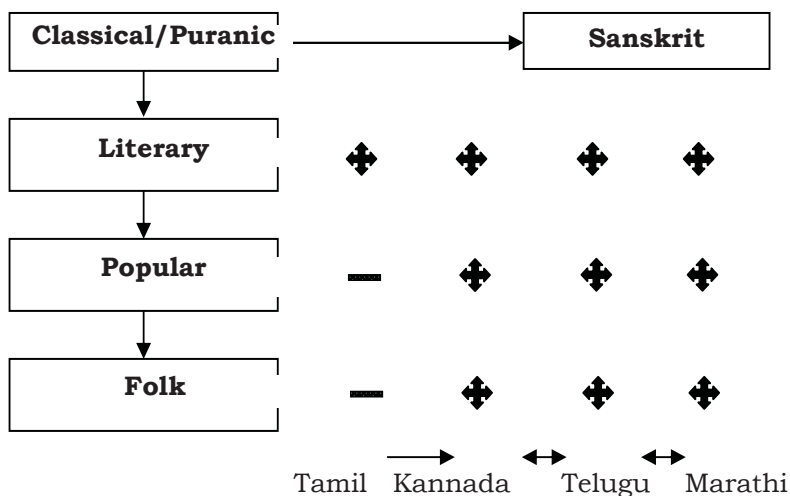 Classical/Puranic Sanskrit
Literary
Popular
Folk
Tamil Kannada Telugu Marathi